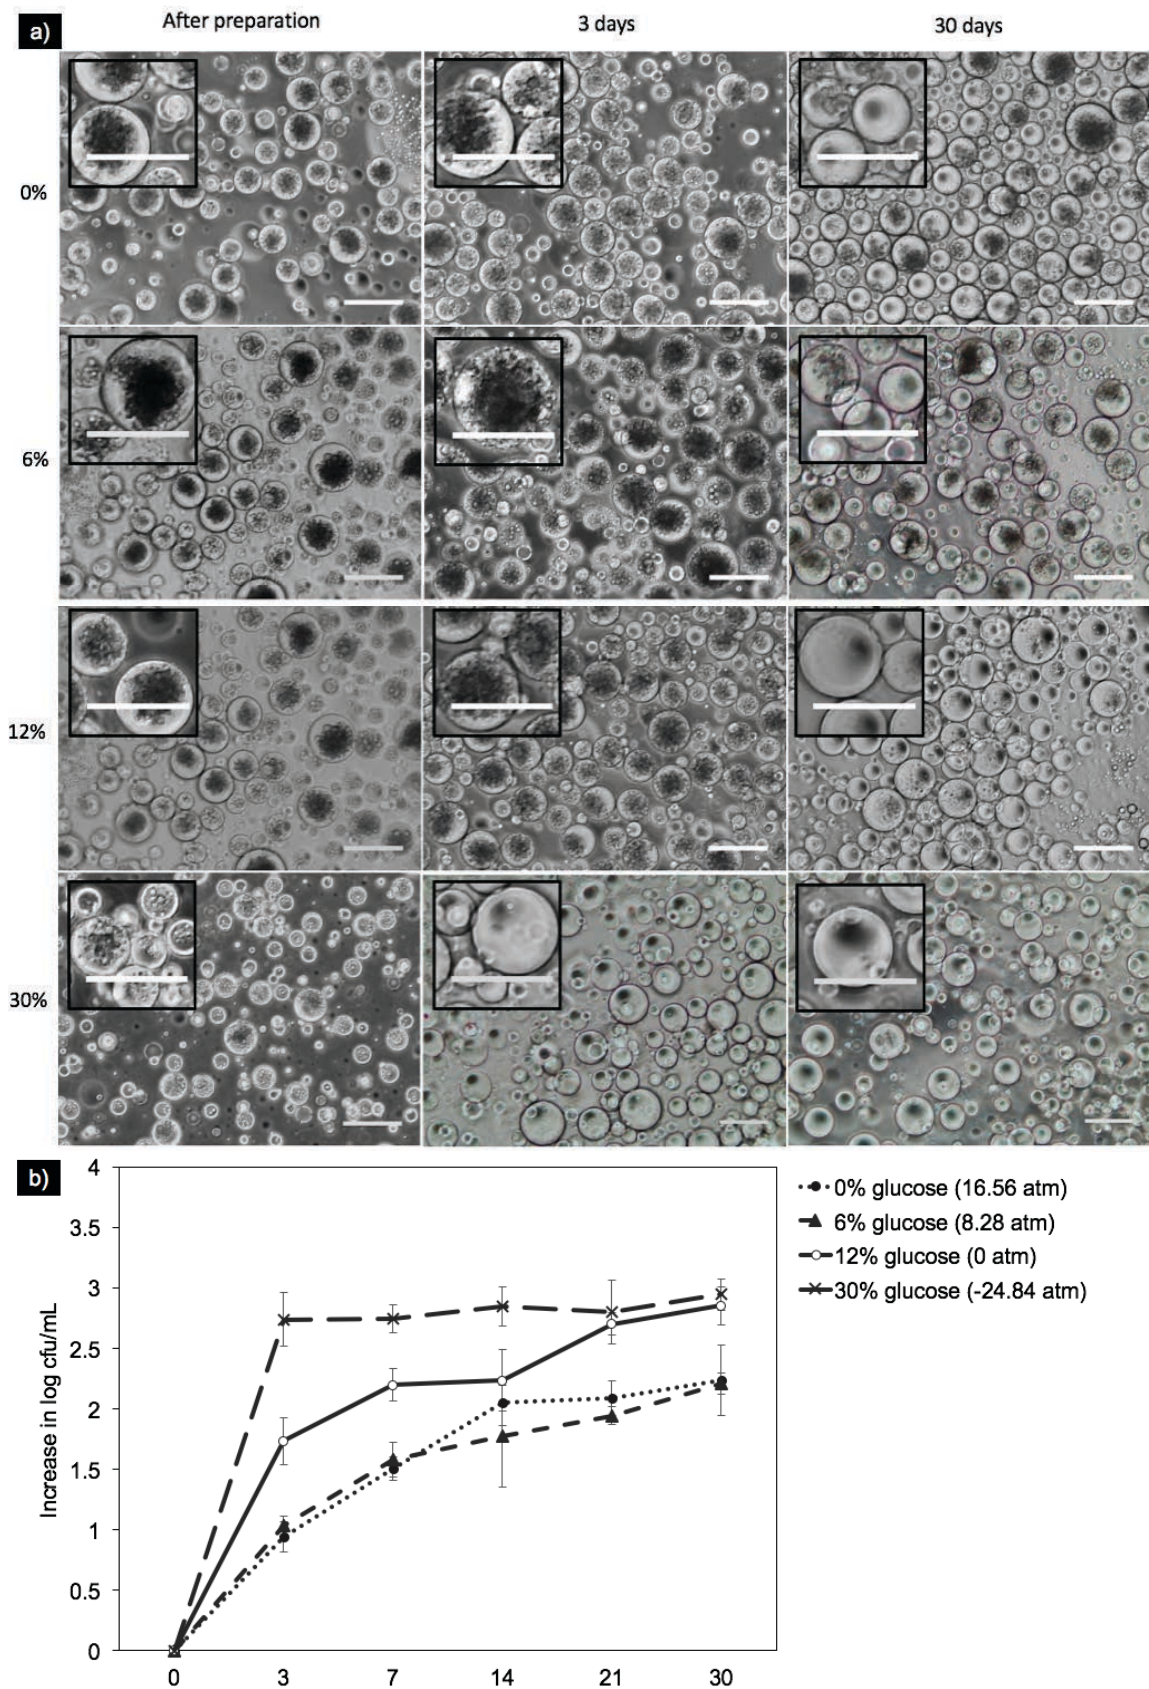 a)
After preparation
3 days
30 days
0%
6%
12%
30%
b)
4
3.5
3
2.5
2
1.5
1
0.5
0
Increase in log cfu/mL
0 3 7 14 21 30
0% glucose (16.56 atm)
6% glucose (8.28 atm)
12% glucose (0 atm)
30% glucose (-24.84 atm)